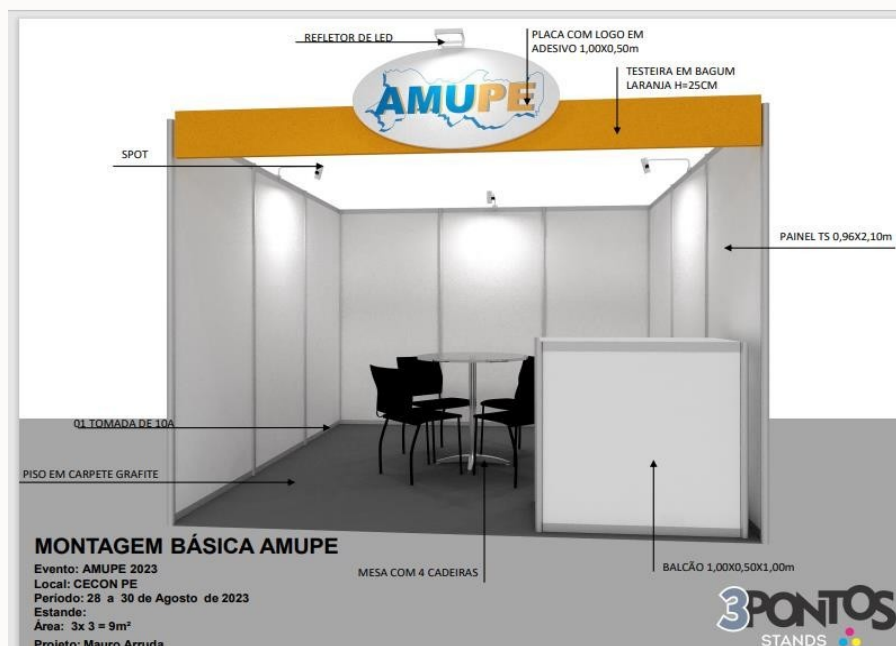 REFLETOR DE LED
PLACA COM LOGO EM
ADESIVO 1,00X0,50m
TESTEIRA EM BAGUM
LARANJA H=25CM
AMUPE
SPOT
PAINEL TS 0,96X2,10m
01 TOMADA DE 10A
PISO EM CARPETE GRAFITE
MESA COM 4 CADEIRAS
BALCÃO 1,00X0,50X1,00m
MONTAGEM BÁSICA AMUPE
Evento: AMUPE 2023
Local: CECON PE
Período: 28 a 30 de Agosto de 2023
Estande:
Área: 3x 3 = 9m²
Projeto: Mauro Arruda
3PONTOS
STANDS